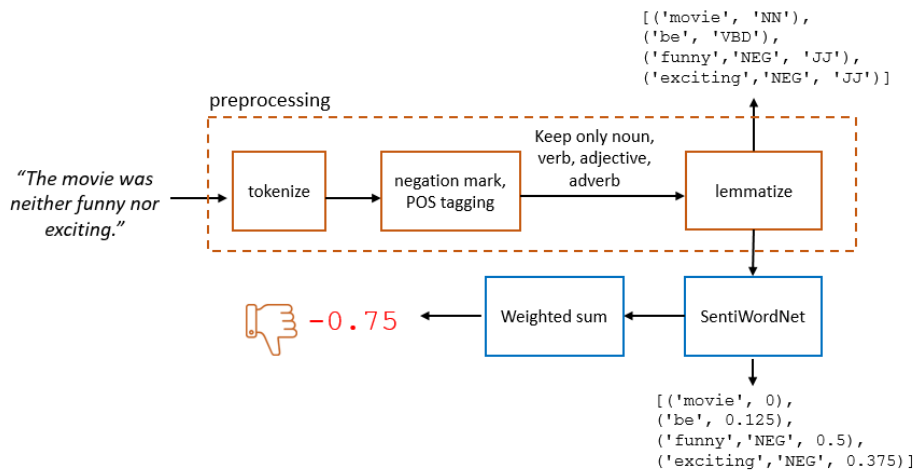 [('movie', 'NN'),
('be', 'VBD'),
('funny','NEG', 'JJ'),
('exciting','NEG', 'JJ')]
preprocessing
“The movie was
neither funny nor
exciting.”
tokenize
negation mark,
POS tagging
Keep only noun,
verb, adjective,
adverb
lemmatize
-0.75
Weighted sum
SentiWordNet
[('movie', 0),
('be', 0.125),
('funny','NEG', 0.5),
('exciting','NEG', 0.375)]